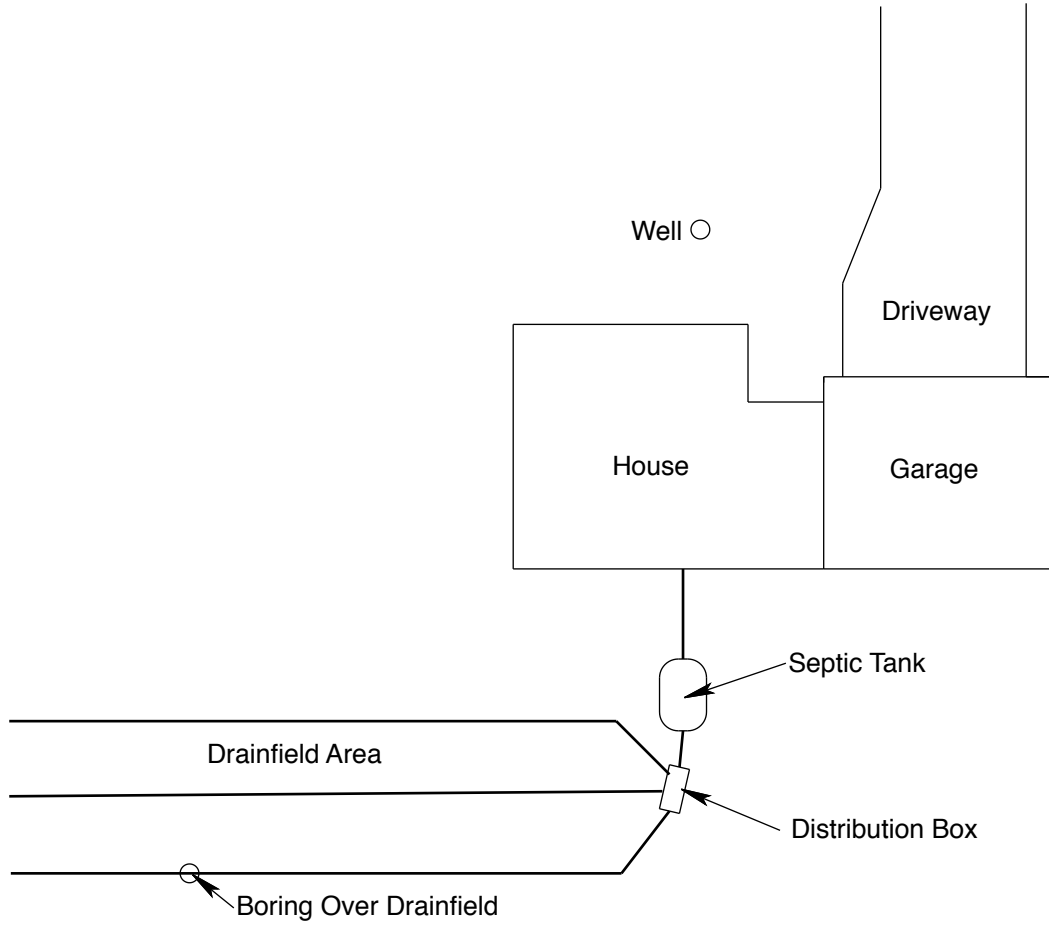 Well
Driveway
House
Garage
Septic Tank
Drainfield Area
Distribution Box
Boring Over Drainfield